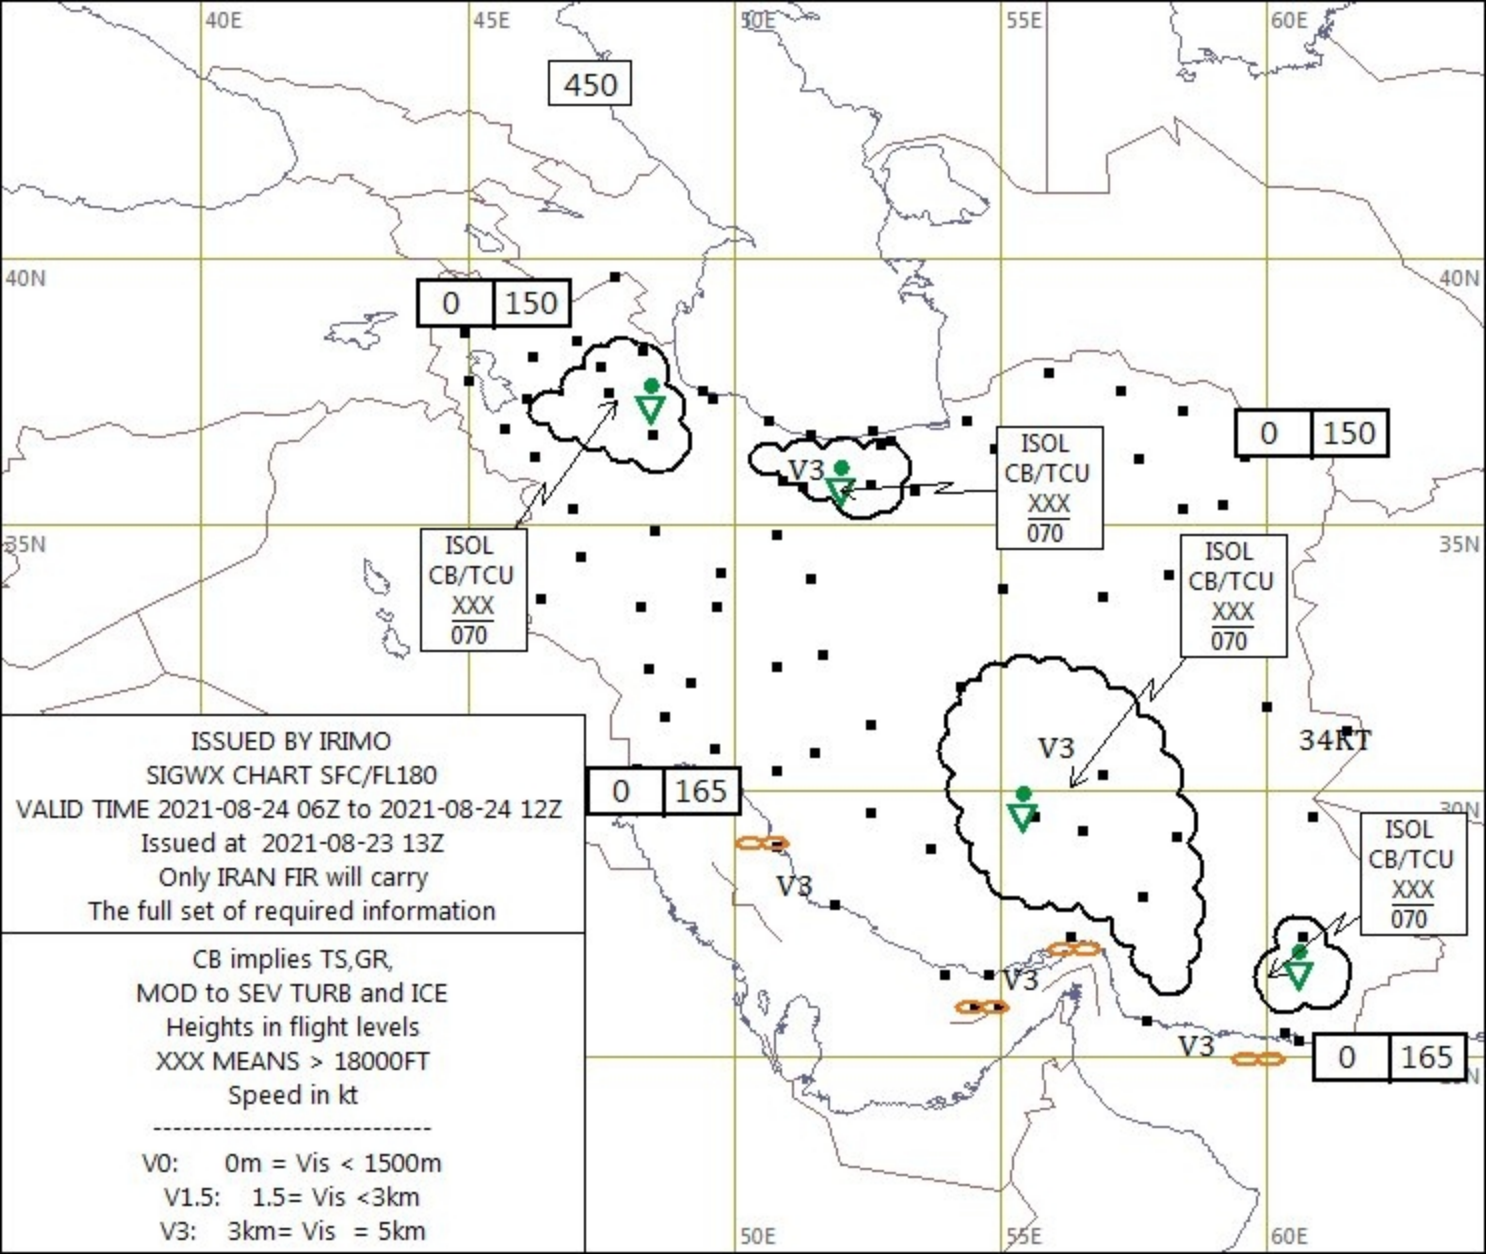 40E
45E
50E
55E
60E
450
40N
40N
0 150
V3
ISOL
CB/TCU
XXX
070
0 150
35N
35N
ISOL
CB/TCU
XXX
070
ISOL
CB/TCU
XXX
070
V3
34KT
ISSUED BY IRIMO
SIGWX CHART SFC/FL180
VALID TIME 2021-08-24 06Z to 2021-08-24 12Z
Issued at 2021-08-23 13Z
Only IRAN FIR will carry
The full set of required information
0 165
30N
ISOL
CB/TCU
XXX
070
V3
V3
V3
0 165
CB implies TS,GR,
MOD to SEV TURB and ICE
Heights in flight levels
XXX MEANS > 18000FT
Speed in kt
----------------------------
V0: 0m = Vis < 1500m
V1.5: 1.5= Vis <3km
V3: 3km= Vis = 5km
50E
55E
60E